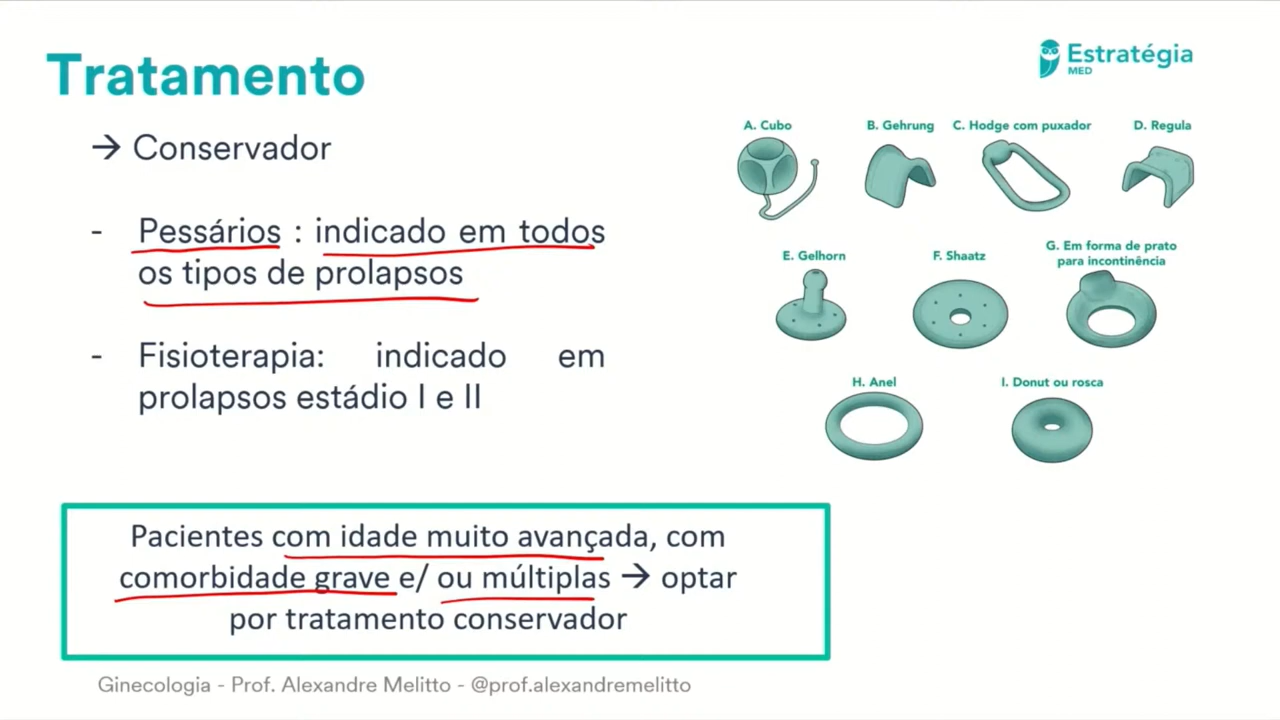 Tratamento
Estratégia
MED
→ Conservador
- Pessários : indicado em todos
os tipos de prolapsos
- Fisioterapia: indicado em
prolapsos estádio I e II
A. Cubo
B. Gehrung
C. Hodge com puxador
D. Regula
E. Gelhorn
F. Shaatz
G. Em forma de prato
para incontinência
H. Anel
I. Donut ou rosca
Pacientes com idade muito avançada, com
comorbidade grave e/ ou múltiplas → optar
por tratamento conservador
Ginecologia - Prof. Alexandre Melitto - @prof.alexandremelitto